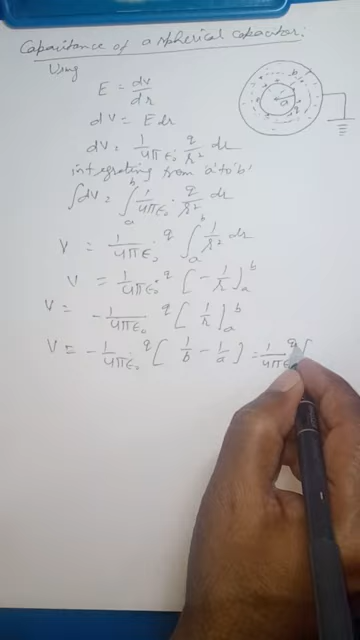 Capacitance of a spherical capacitor.
Using
E = dv/dr
dv = E dr
dv = 1/4πε₀ · q/r² dr
integrating from 'a' to 'b'
∫dv = ∫ₐᵇ 1/4πε₀ · q/r² dr
V = 1/4πε₀ · q ∫ₐᵇ 1/r² dr
V = 1/4πε₀ · q [ -1/r ]ₐᵇ
V = -1/4πε₀ q [ 1/r ]ₐᵇ
V = -1/4πε₀ q [ 1/b - 1/a ] = 1/4πε q [
b
a